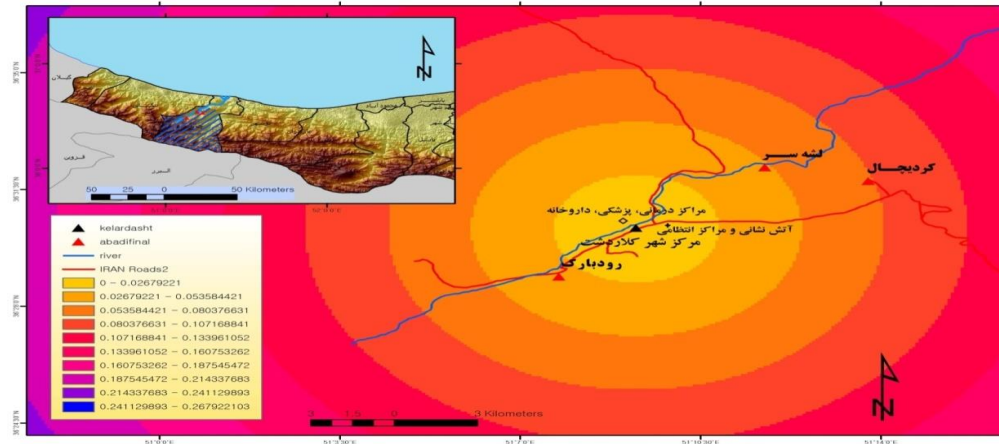 گیلان
قزوین
البرز
50 25 0 50 Kilometers
kelardasht
abadifinal
river
IRAN Roads2
0 – 0.02679221
0.02679221 – 0.053584421
0.053584421 – 0.080376631
0.080376631 – 0.107168841
0.107168841 – 0.133961052
0.133961052 – 0.160753262
0.160753262 – 0.187545472
0.187545472 – 0.214337683
0.214337683 – 0.241129893
0.241129893 – 0.267922103
لشه سر
کردیچال
مراکز درمانی، پزشکی، داروخانه
آتش نشانی و مراکز انتظامی
مرکز شهر کلاردشت
رودبارک
N
N
3 1.5 0 3 Kilometers